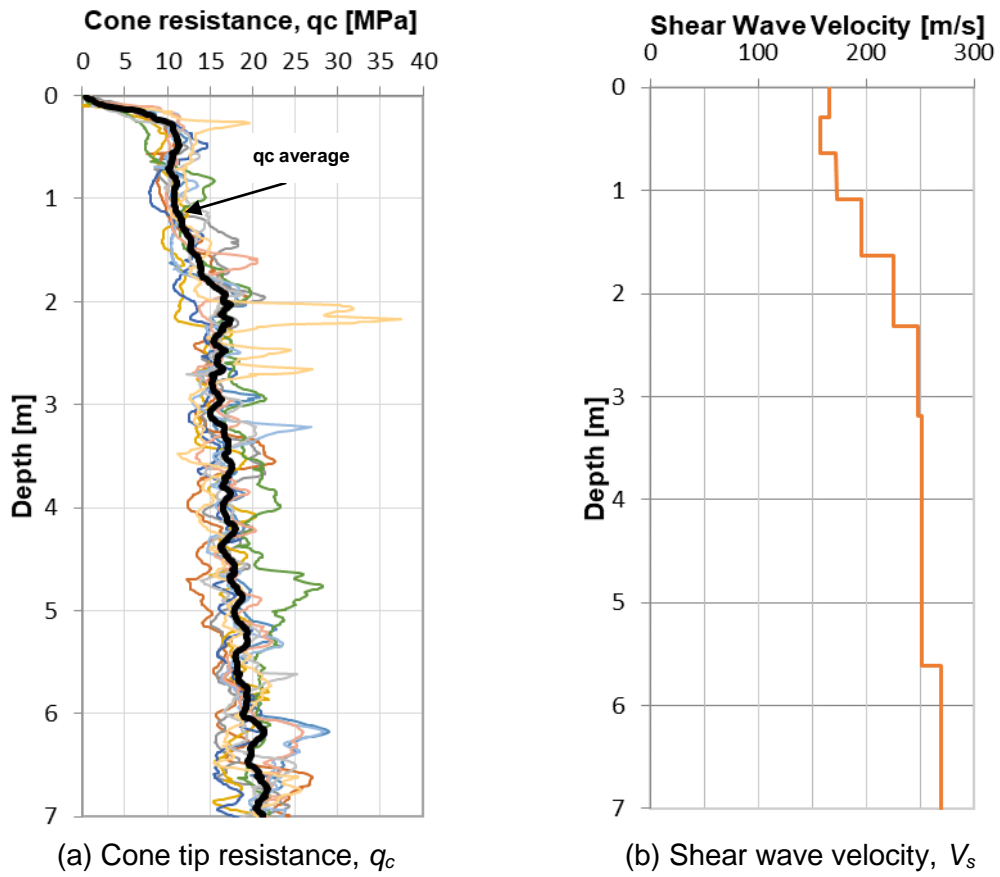 Cone resistance, qc [MPa]
0 5 10 15 20 25 30 35 40
0
1
2
3
4
5
6
7
Depth [m]
qc average
(a) Cone tip resistance, qc
Shear Wave Velocity [m/s]
0 100 200 300
0
1
2
3
4
5
6
7
Depth [m]
(b) Shear wave velocity, Vs